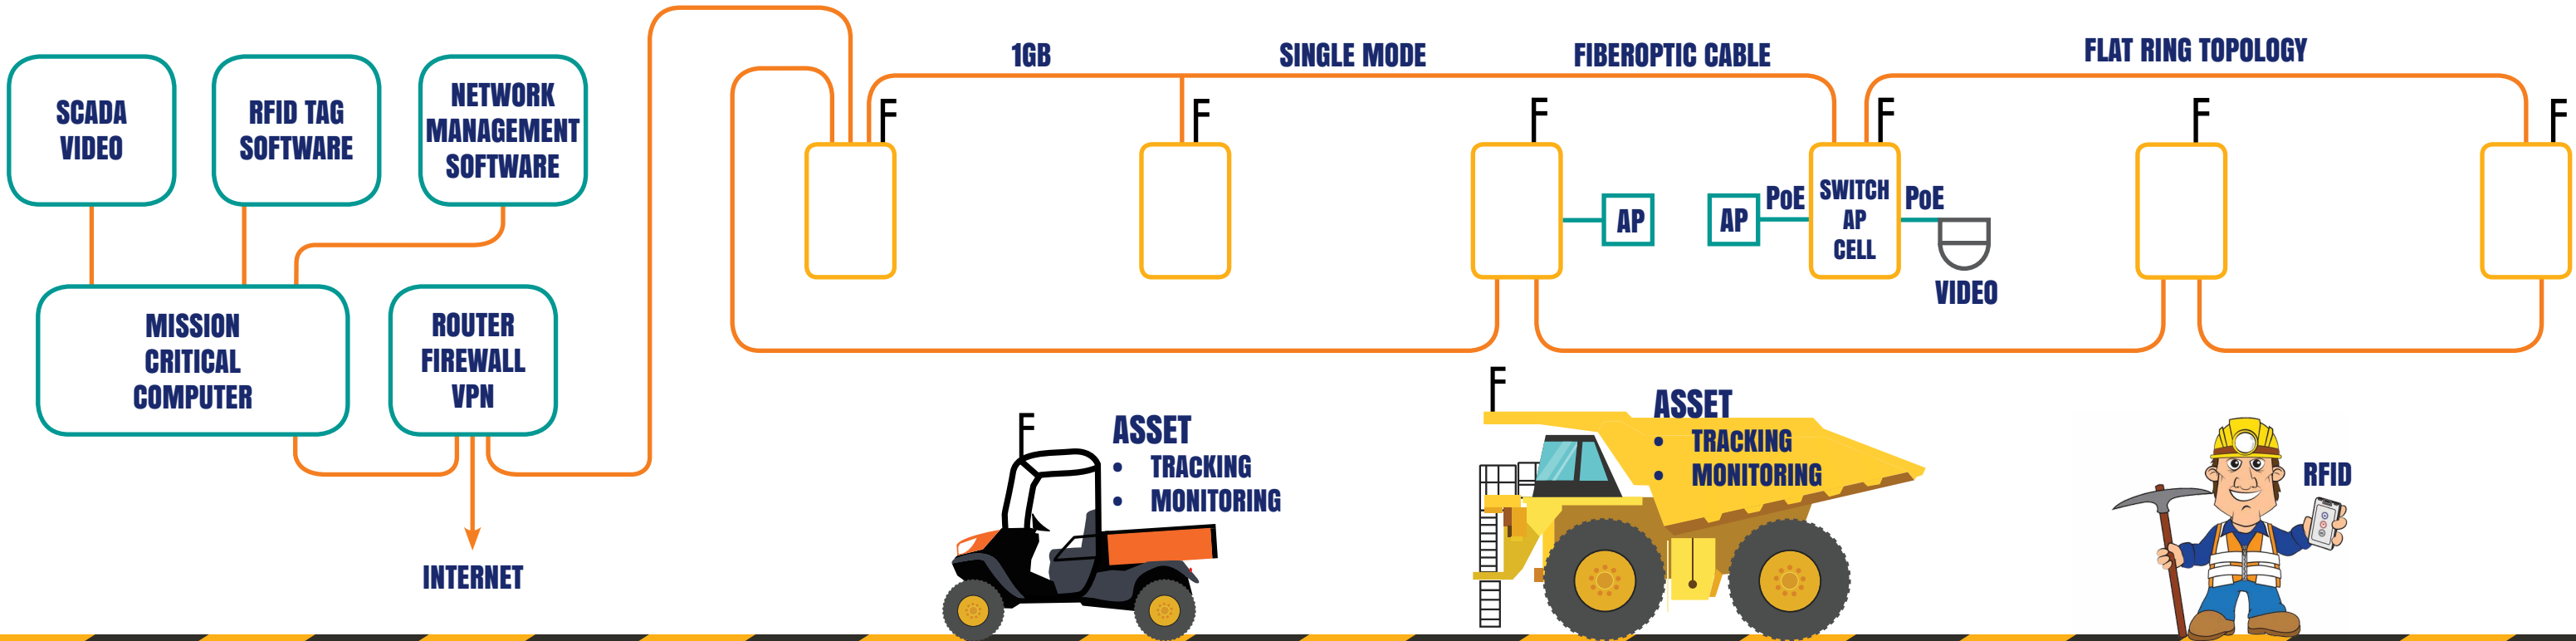 SCADA
VIDEO
RFID TAG
SOFTWARE
NETWORK
MANAGEMENT
SOFTWARE
MISSION
CRITICAL
COMPUTER
ROUTER
FIREWALL
VPN
INTERNET
1GB
SINGLE MODE
FIBEROPTIC CABLE
FLAT RING TOPOLOGY
AP
AP
PoE
SWITCH
AP
CELL
PoE
VIDEO
ASSET
• TRACKING
• MONITORING
ASSET
• TRACKING
• MONITORING
RFID